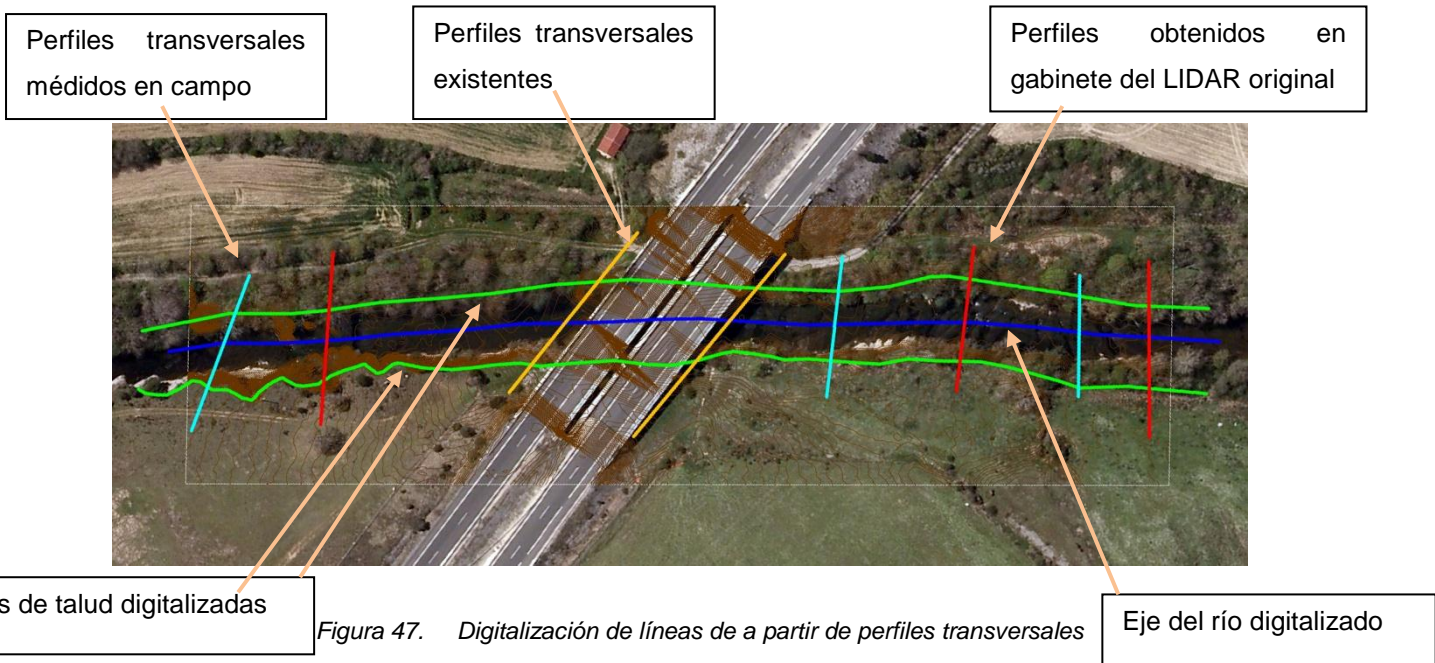 Perfiles transversales
médidos en campo
Perfiles transversales
existentes
Perfiles obtenidos en
gabinete del LIDAR original
s de talud digitalizadas
Figura 47. Digitalización de líneas de a partir de perfiles transversales
Eje del río digitalizado